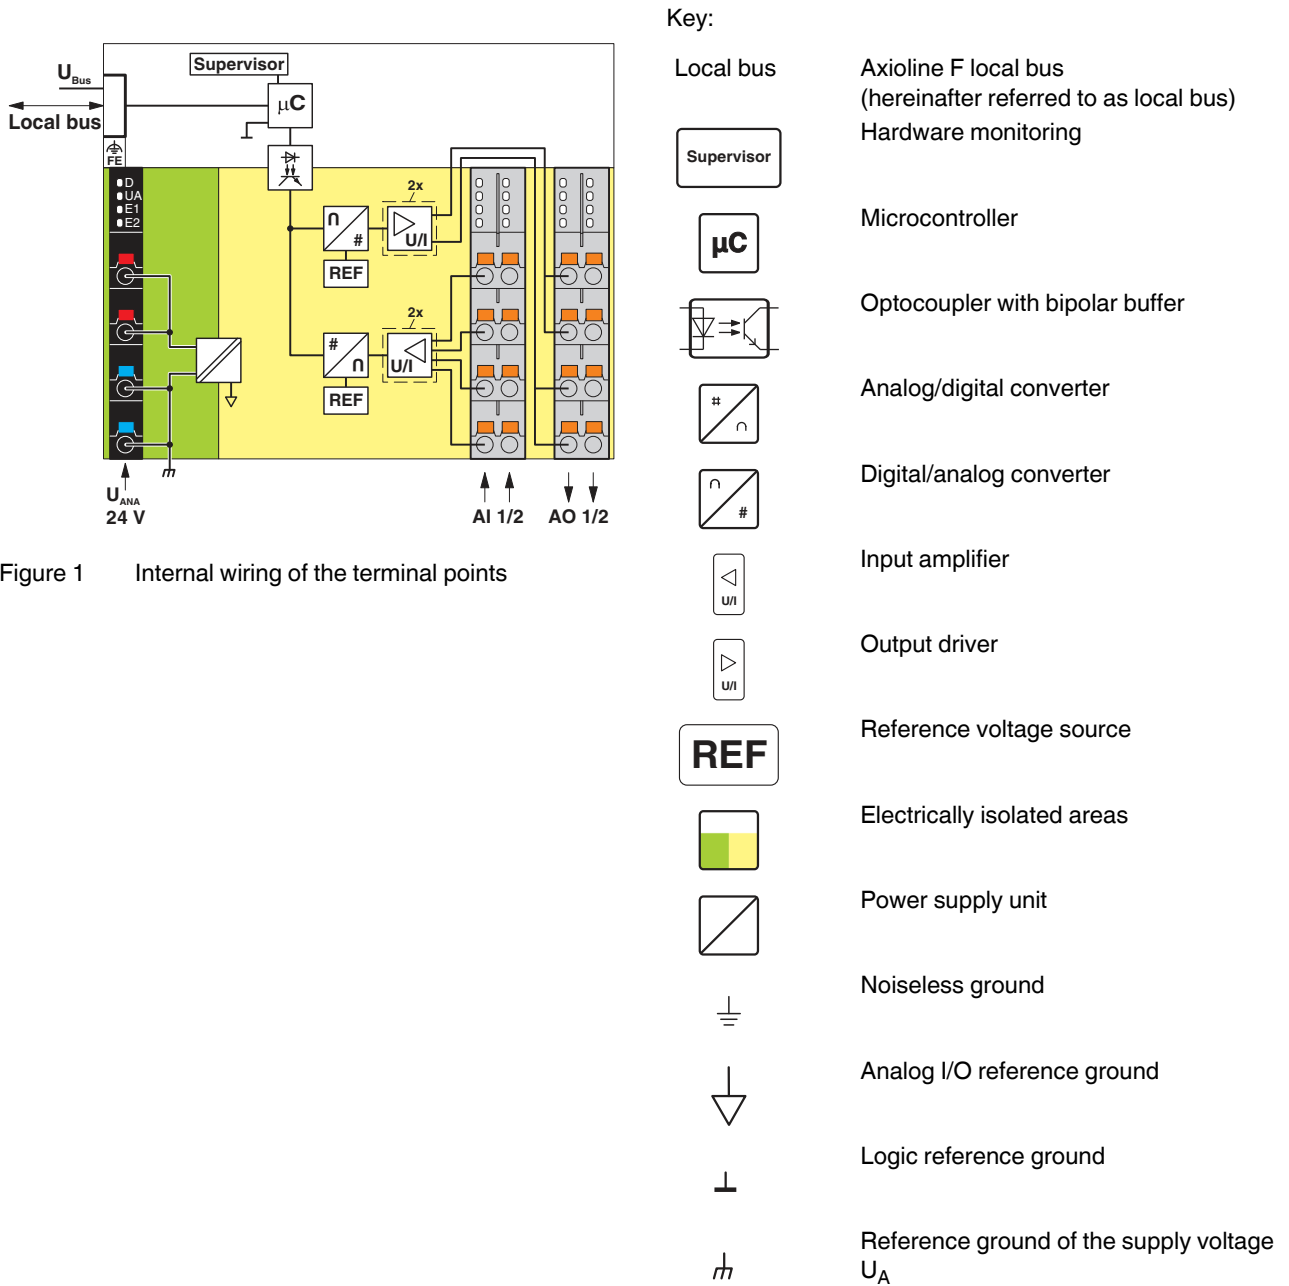 U Bus
Local bus
Supervisor
µC
FE
D
UA
E1
E2
2x
∩
#
U/I
REF
2x
#
∩
U/I
REF
U ANA
24 V
AI 1/2
AO 1/2
Figure 1 Internal wiring of the terminal points
Key:
Local bus Axioline F local bus
(hereinafter referred to as local bus)
Supervisor Hardware monitoring
µC Microcontroller
Optocoupler with bipolar buffer
# ∩ Analog/digital converter
∩ # Digital/analog converter
U/I Input amplifier
U/I Output driver
REF Reference voltage source
Electrically isolated areas
Power supply unit
Noiseless ground
Analog I/O reference ground
Logic reference ground
Reference ground of the supply voltage
UA